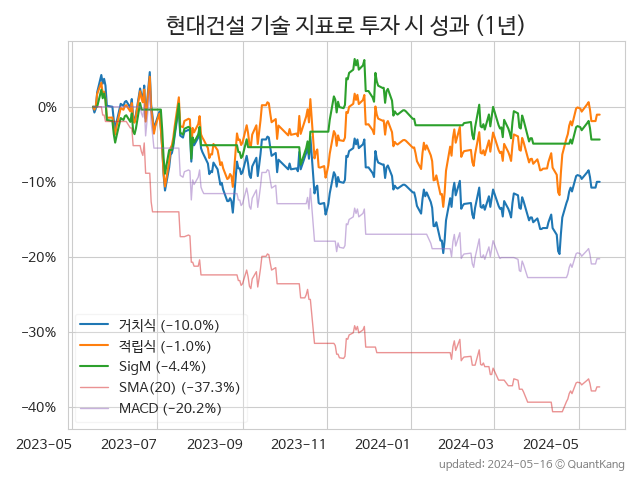 현대건설 기술 지표로 투자 시 성과 (1년)
0%
−10%
−20%
−30%
−40%
거치식 (−10.0%)
적립식 (−1.0%)
SigM (−4.4%)
SMA(20) (−37.3%)
MACD (−20.2%)
2023-05 2023-07 2023-09 2023-11 2024-01 2024-03 2024-05
updated: 2024-05-16 © QuantKang